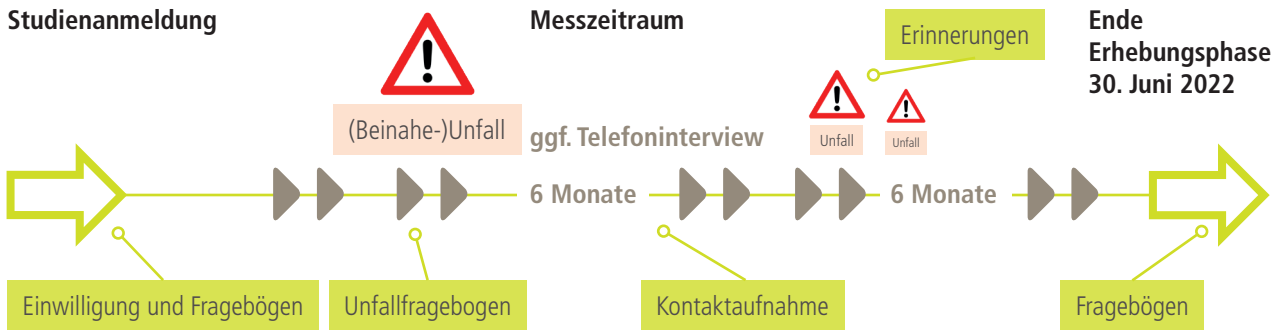 Studienanmeldung
Messzeitraum
Erinnerungen
Ende
Erhebungsphase
30. Juni 2022
(Beinahe-)Unfall
ggf. Telefoninterview
Unfall
Unfall
6 Monate
6 Monate
Einwilligung und Fragebögen
Unfallfragebogen
Kontaktaufnahme
Fragebögen